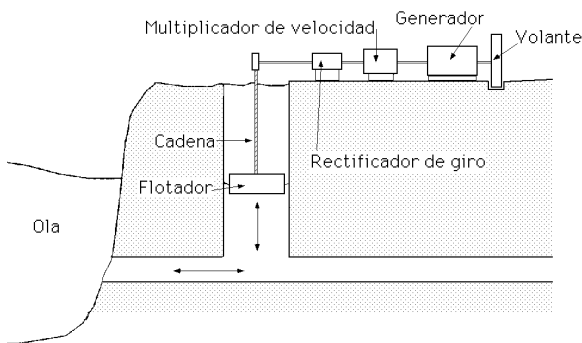 Generador
Multiplicador de velocidad
Volante
Cadena
Rectificador de giro
Flotador
Ola